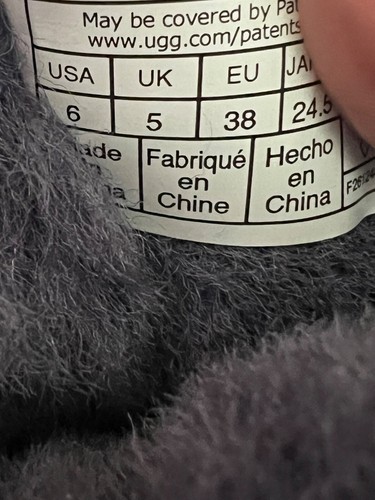 May be covered by
www.ugg.com/patents
USA UK EU
6 5 38 24.5
Fabriqué en Chine
Hecho en China